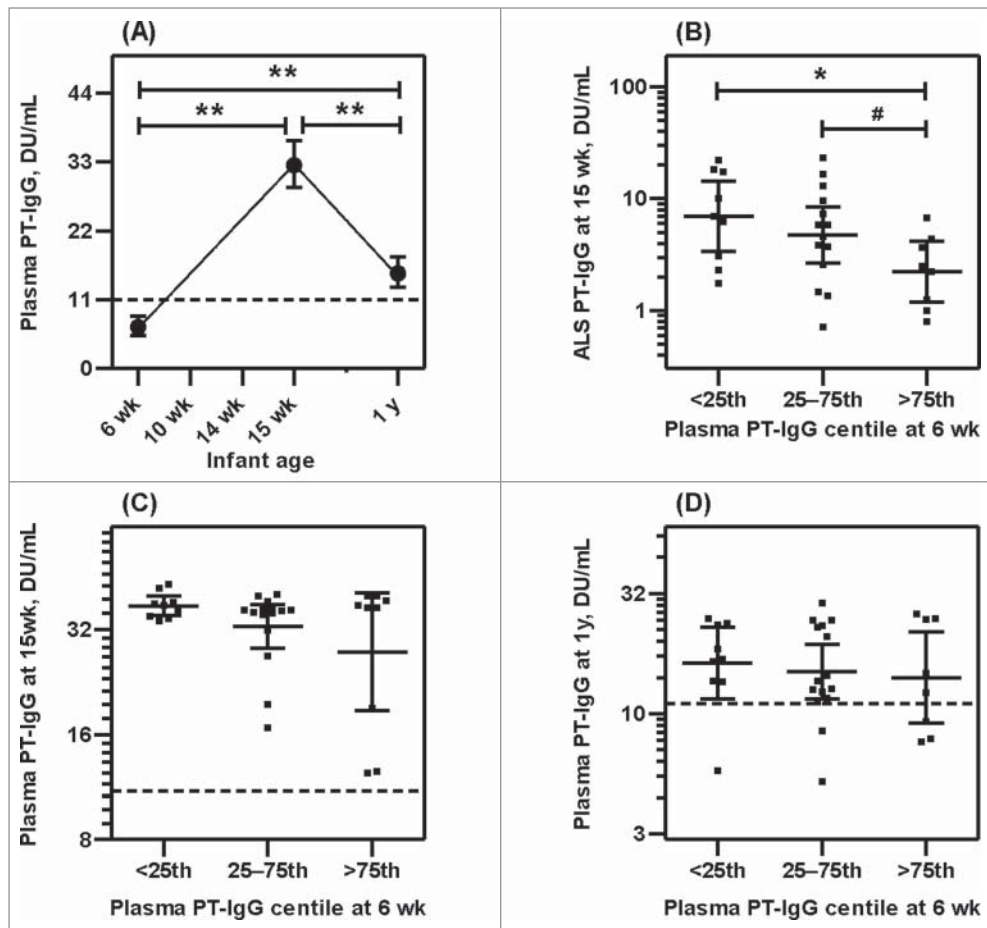 (A)
Plasma PT-IgG, DU/mL
44
33
22
11
0
**
**
**
6 wk
10 wk
14 wk
15 wk
1 y
Infant age
(B)
ALS PT-IgG at 15 wk, DU/mL
100
10
1
*
#
<25th
25–75th
>75th
Plasma PT-IgG centile at 6 wk
(C)
Plasma PT-IgG at 15wk, DU/mL
32
16
8
<25th
25–75th
>75th
Plasma PT-IgG centile at 6 wk
(D)
Plasma PT-IgG at 1y, DU/mL
32
10
3
<25th
25–75th
>75th
Plasma PT-IgG centile at 6 wk